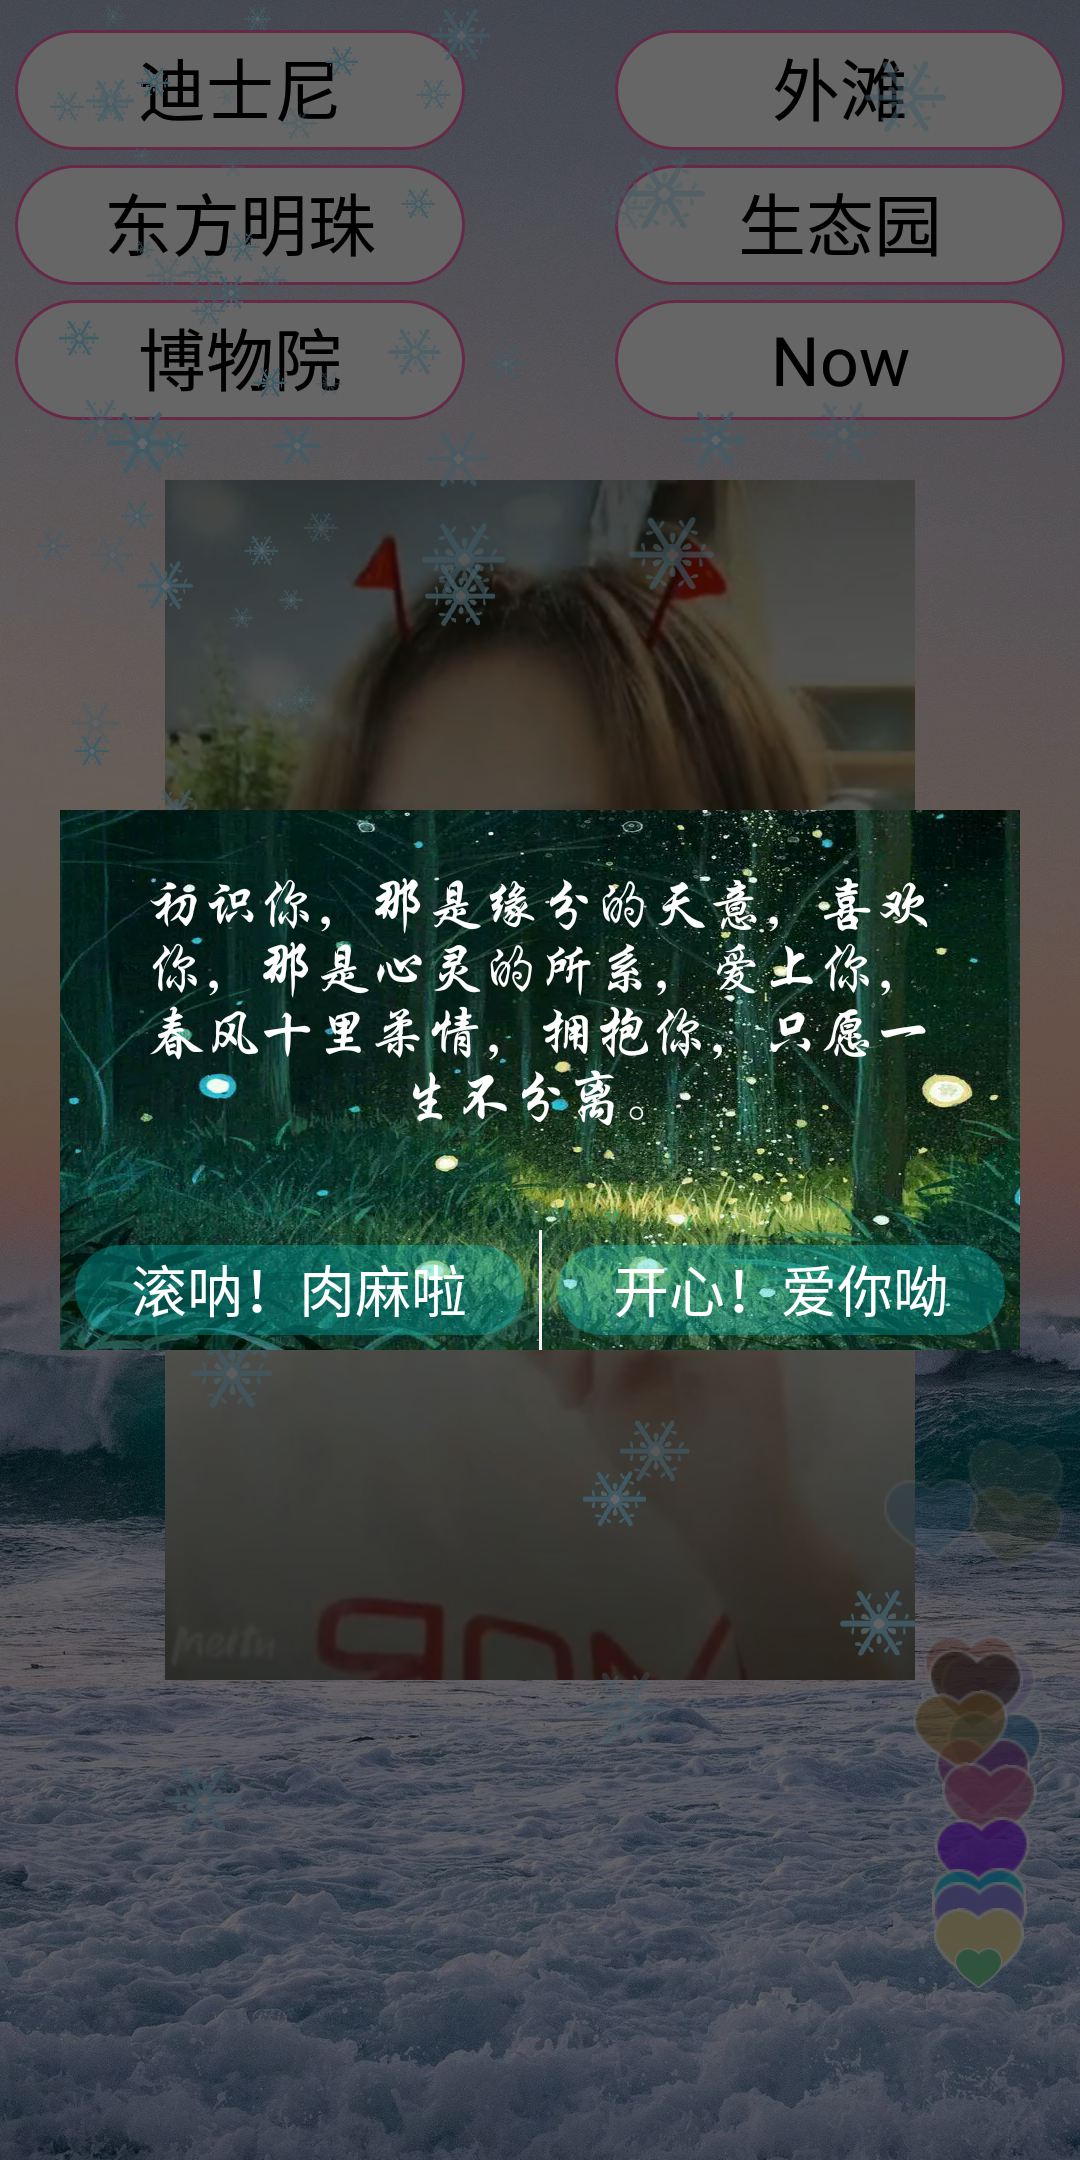 迪士尼
外滩
东方明珠
生态园
博物院
Now
初识你，那是缘分的天意，喜欢
你，那是心灵的所系，爱上你，
春风十里柔情，拥抱你，只愿一
生不分离。
滚呐！肉麻啦
开心！爱你呦
meitu